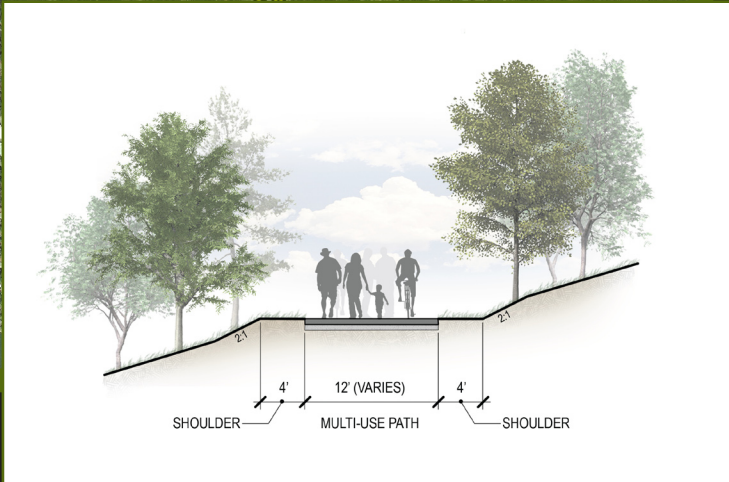 2:1
2:1
4'
12' (VARIES)
4'
SHOULDER
MULTI-USE PATH
SHOULDER